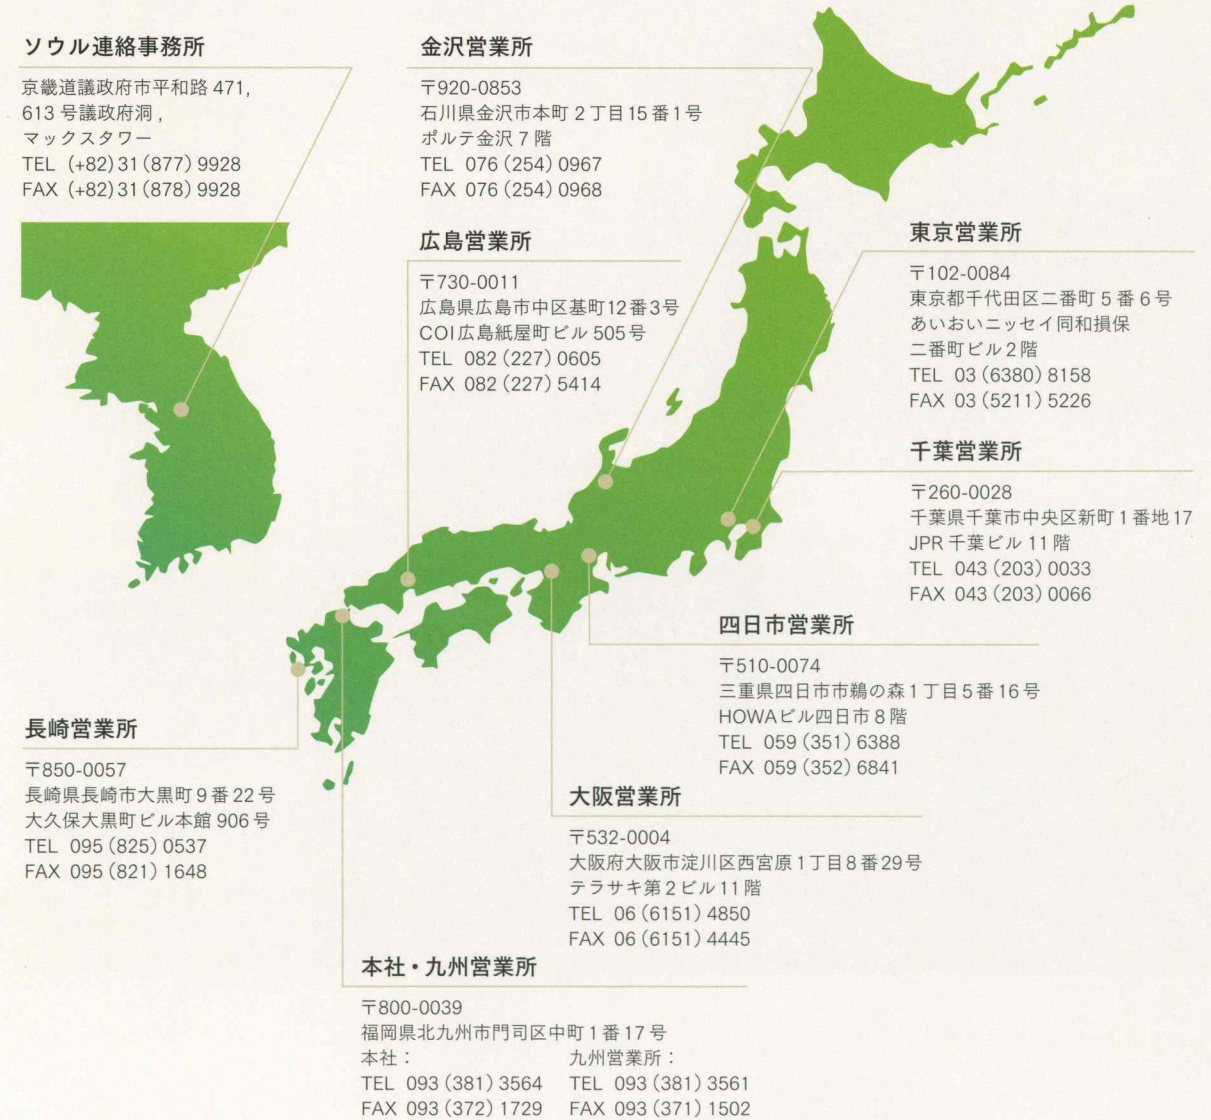 ソウル連絡事務所
京畿道議政府市平和路 471,
613 号議政府洞 ,
マックスタワー
TEL (+82) 31 (877) 9928
FAX (+82) 31 (878) 9928
金沢営業所
〒920-0853
石川県金沢市本町 2 丁目 15 番 1 号
ポルテ金沢 7 階
TEL 076 (254) 0967
FAX 076 (254) 0968
広島営業所
〒730-0011
広島県広島市中区基町 12 番 3 号
COI 広島紙屋町ビル 505 号
TEL 082 (227) 0605
FAX 082 (227) 5414
東京営業所
〒102-0084
東京都千代田区二番町 5 番 6 号
あいおいニッセイ同和損保
二番町ビル 2 階
TEL 03 (6380) 8158
FAX 03 (5211) 5226
千葉営業所
〒260-0028
千葉県千葉市中央区新町 1 番地 17
JPR 千葉ビル 11 階
TEL 043 (203) 0033
FAX 043 (203) 0066
四日市営業所
〒510-0074
三重県四日市市鵜の森 1 丁目 5 番 16 号
HOWAビル四日市 8 階
TEL 059 (351) 6388
FAX 059 (352) 6841
長崎営業所
〒850-0057
長崎県長崎市大黒町 9 番 22 号
大久保大黒町ビル本館 906 号
TEL 095 (825) 0537
FAX 095 (821) 1648
大阪営業所
〒532-0004
大阪府大阪市淀川区西宮原 1 丁目 8 番 29 号
テラサキ第 2 ビル 11 階
TEL 06 (6151) 4850
FAX 06 (6151) 4445
本社・九州営業所
〒800-0039
福岡県北九州市門司区中町 1 番 17 号
本社：
TEL 093 (381) 3564
FAX 093 (372) 1729
九州営業所：
TEL 093 (381) 3561
FAX 093 (371) 1502